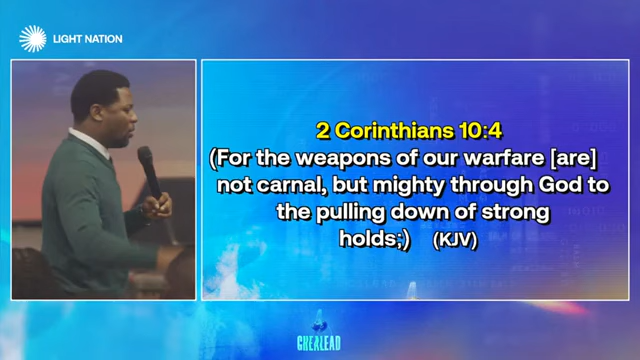 LIGHT NATION
2 Corinthians 10:4
(For the weapons of our warfare [are]
not carnal, but mighty through God to
the pulling down of strong
holds;) (KJV)
GHERLEAD